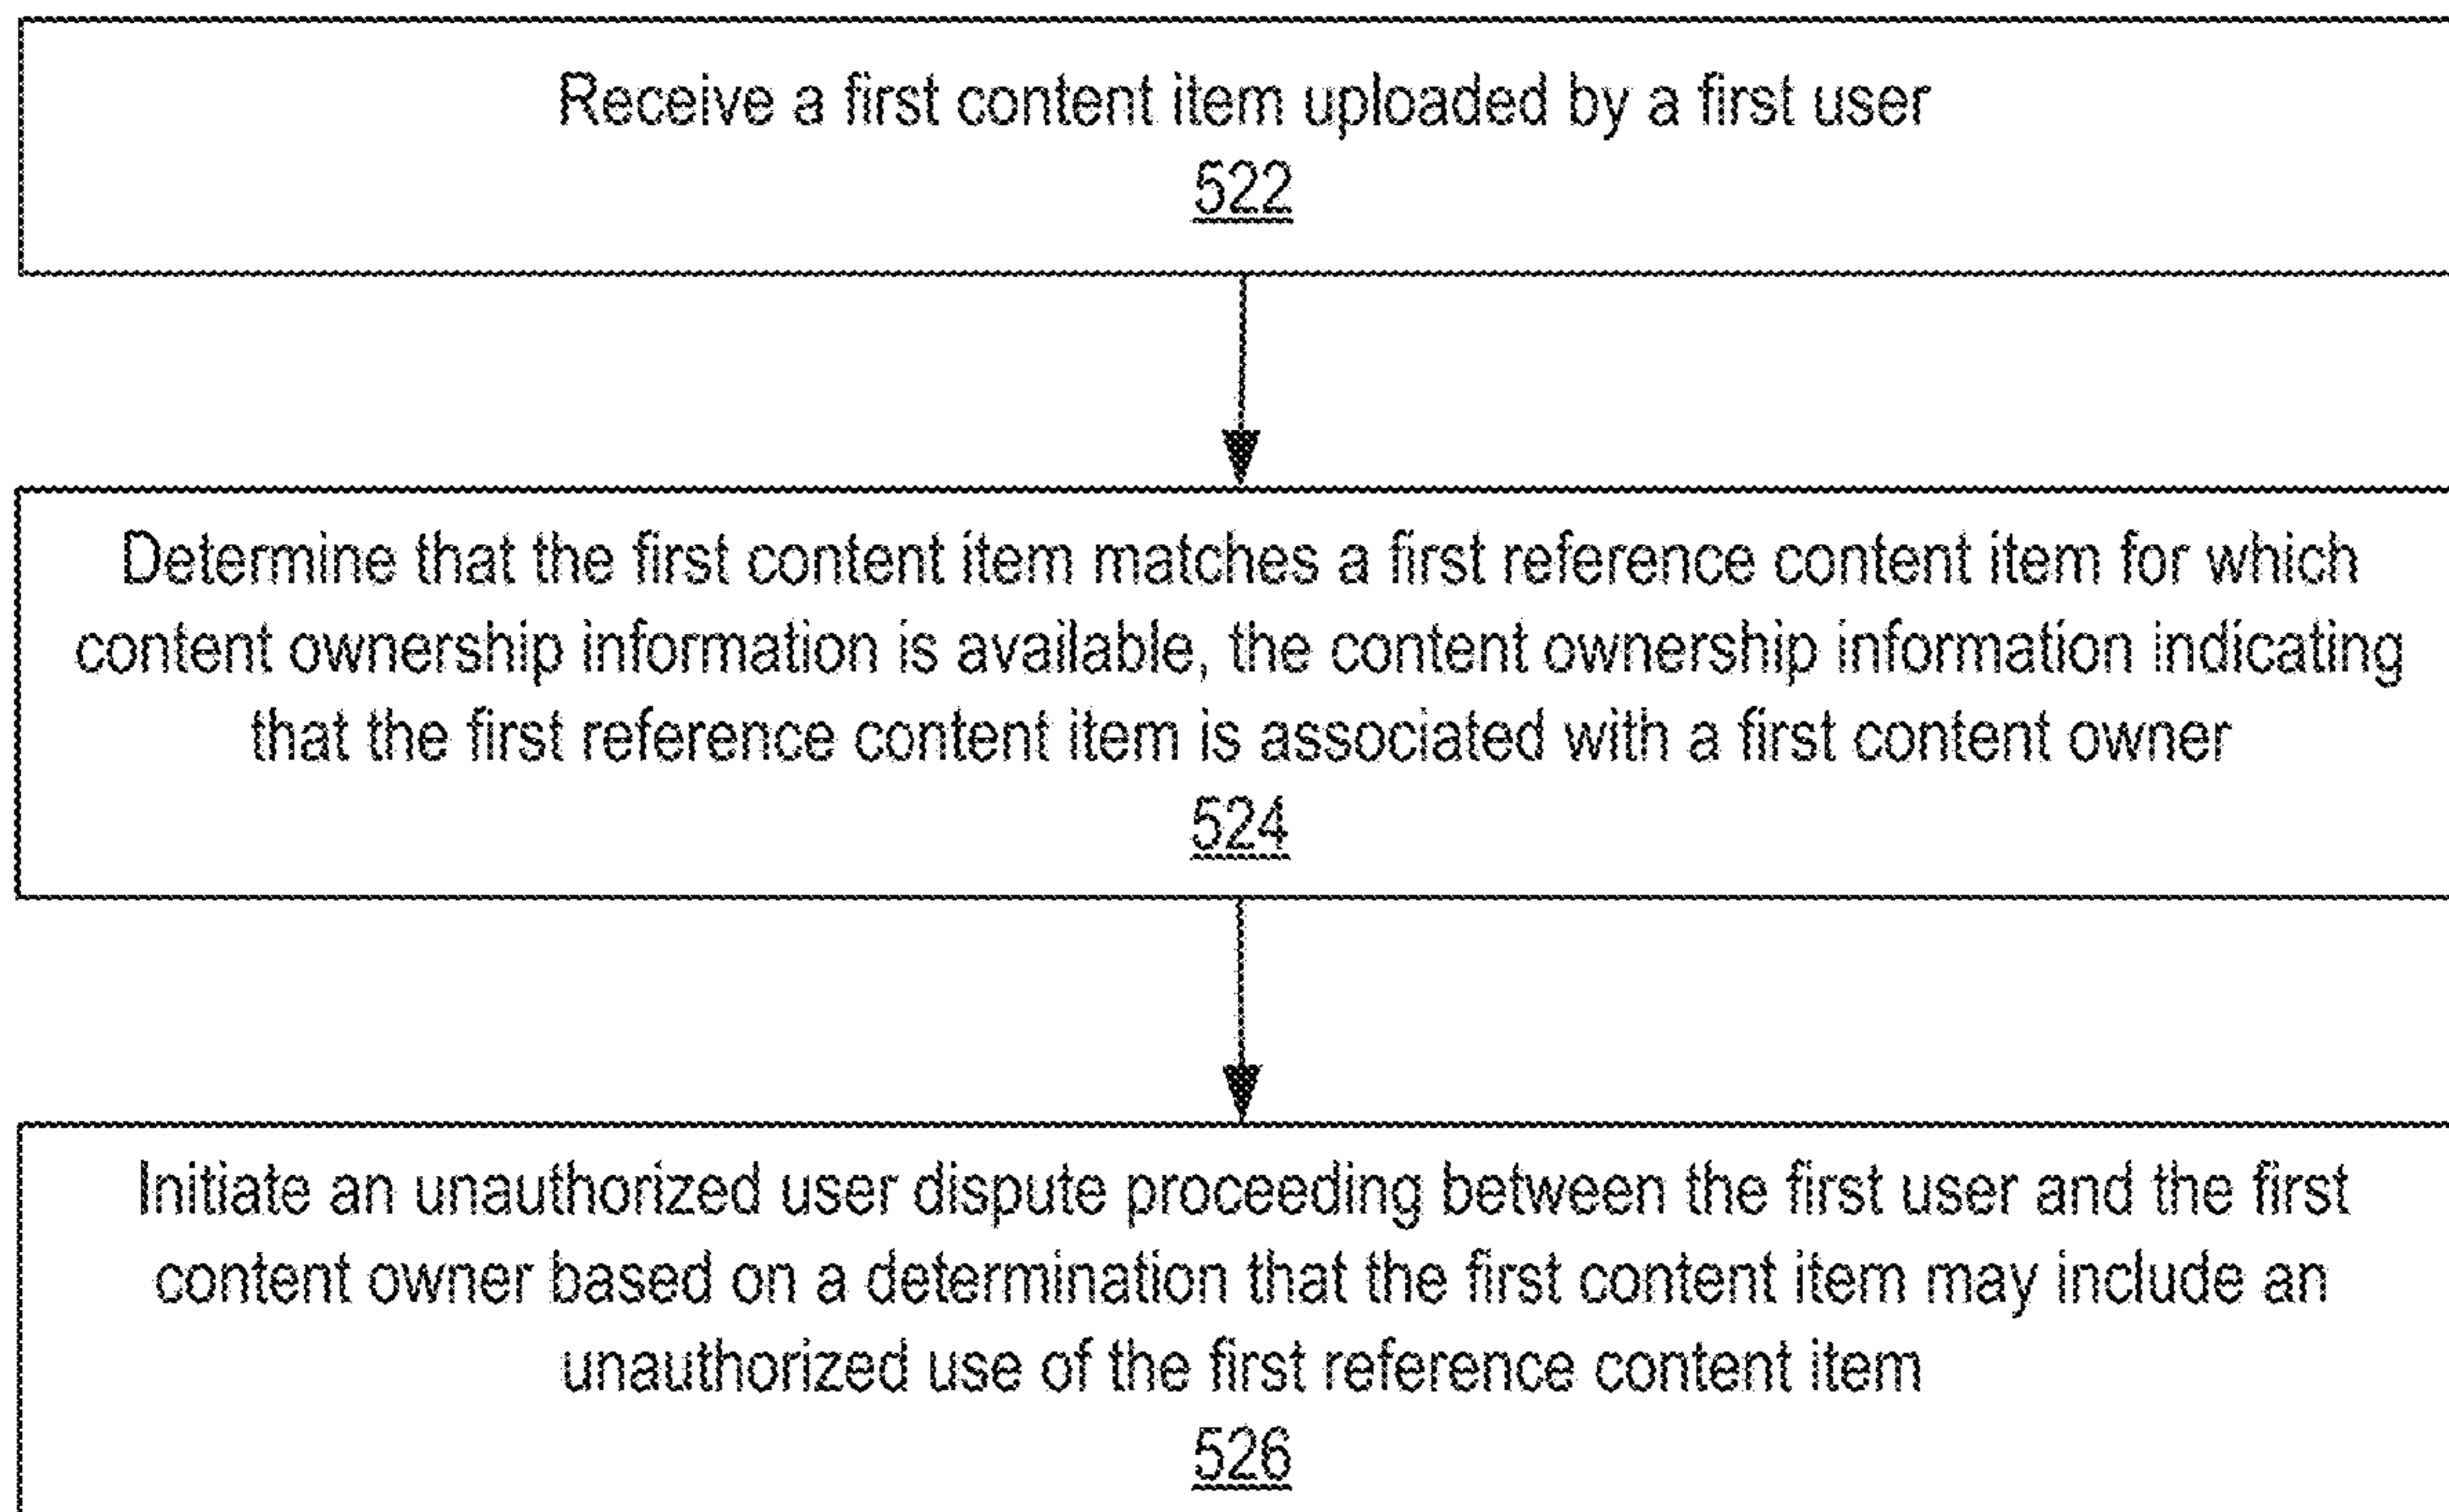 Receive a first content item uploaded by a first user
522
Determine that the first content item matches a first reference content item for which
content ownership information is available, the content ownership information indicating
that the first reference content item is associated with a first content owner
524
Initiate an unauthorized user dispute proceeding between the first user and the first
content owner based on a determination that the first content item may include an
unauthorized use of the first reference content item
526